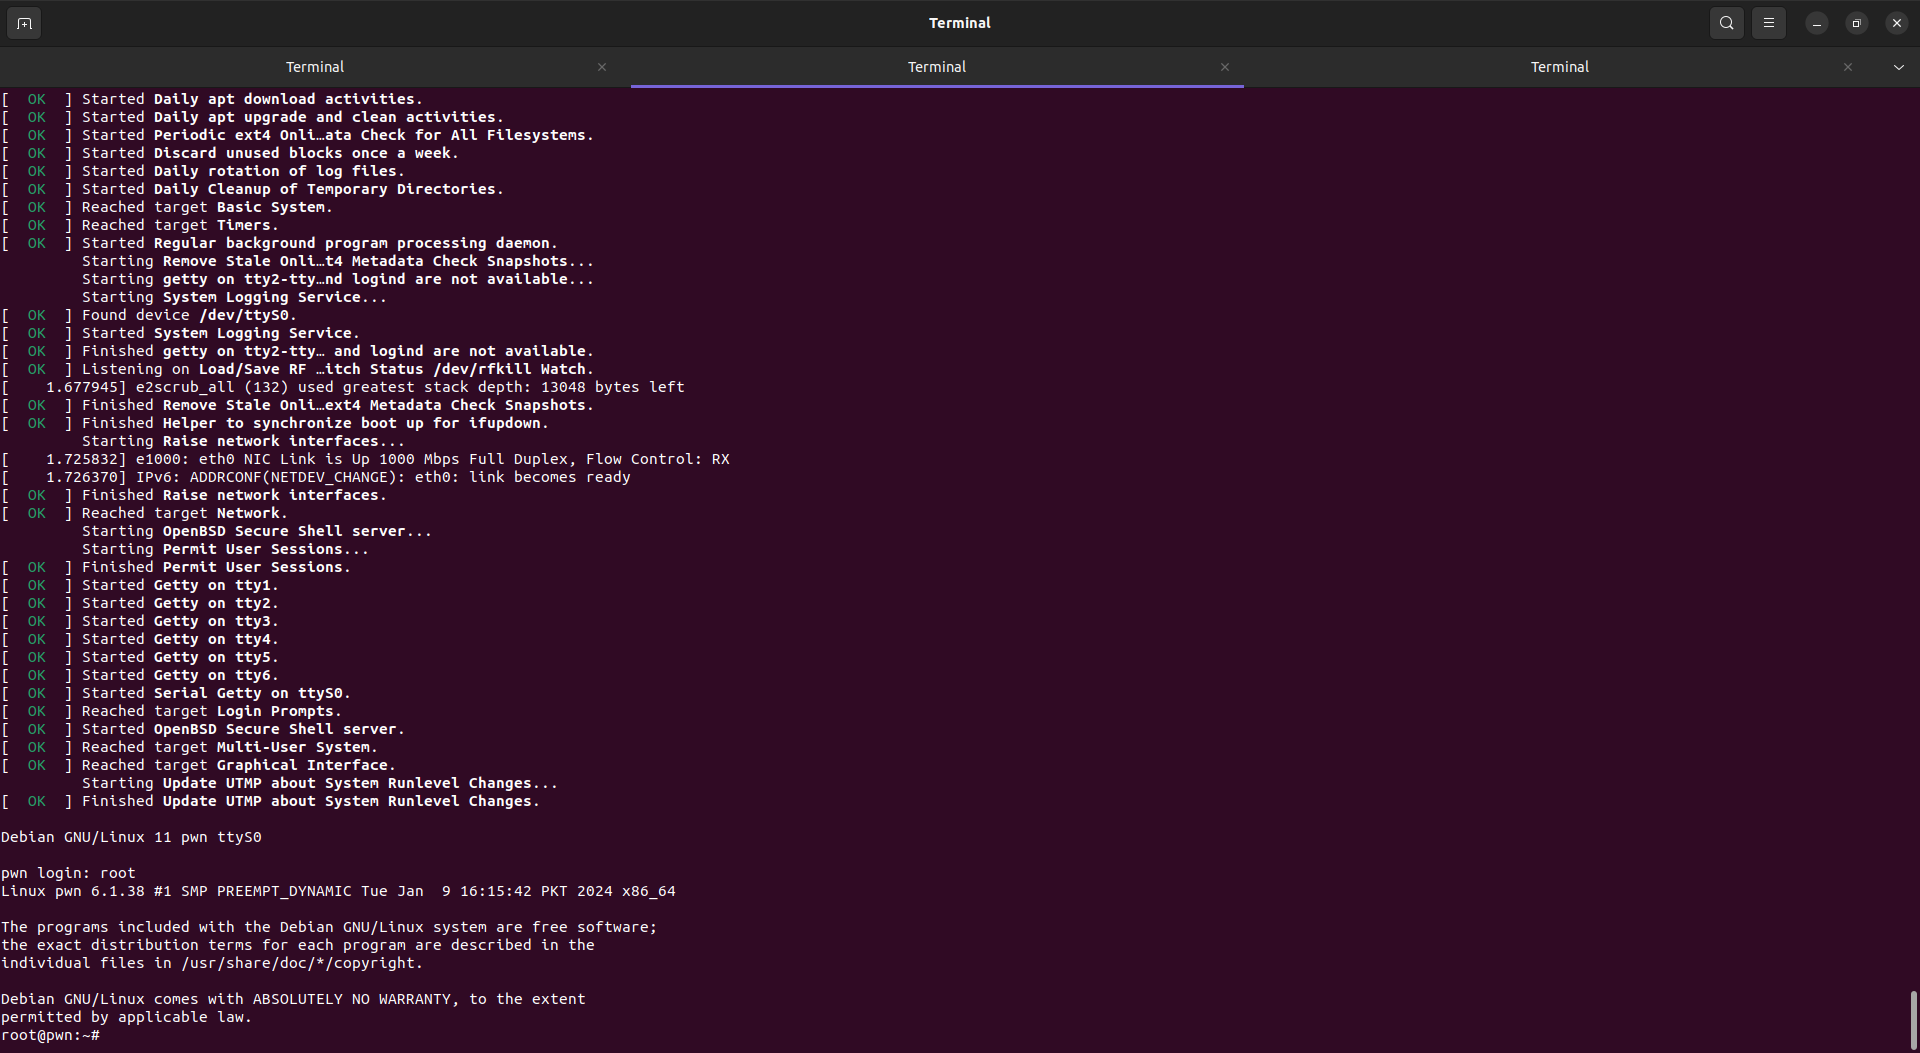 Terminal
Terminal Terminal Terminal
[  OK  ] Started Daily apt download activities.
[  OK  ] Started Daily apt upgrade and clean activities.
[  OK  ] Started Periodic ext4 Onli…ata Check for All Filesystems.
[  OK  ] Started Discard unused blocks once a week.
[  OK  ] Started Daily rotation of log files.
[  OK  ] Started Daily Cleanup of Temporary Directories.
[  OK  ] Reached target Basic System.
[  OK  ] Reached target Timers.
[  OK  ] Started Regular background program processing daemon.
         Starting Remove Stale Onli…t4 Metadata Check Snapshots...
         Starting getty on tty2-tty…nd logind are not available...
         Starting System Logging Service...
[  OK  ] Found device /dev/ttyS0.
[  OK  ] Started System Logging Service.
[  OK  ] Finished getty on tty2-tty… and logind are not available.
[  OK  ] Listening on Load/Save RF …itch Status /dev/rfkill Watch.
[    1.677945] e2scrub_all (132) used greatest stack depth: 13048 bytes left
[  OK  ] Finished Remove Stale Onli…ext4 Metadata Check Snapshots.
[  OK  ] Finished Helper to synchronize boot up for ifupdown.
         Starting Raise network interfaces...
[    1.725832] e1000: eth0 NIC Link is Up 1000 Mbps Full Duplex, Flow Control: RX
[    1.726370] IPv6: ADDRCONF(NETDEV_CHANGE): eth0: link becomes ready
[  OK  ] Finished Raise network interfaces.
[  OK  ] Reached target Network.
         Starting OpenBSD Secure Shell server...
         Starting Permit User Sessions...
[  OK  ] Finished Permit User Sessions.
[  OK  ] Started Getty on tty1.
[  OK  ] Started Getty on tty2.
[  OK  ] Started Getty on tty3.
[  OK  ] Started Getty on tty4.
[  OK  ] Started Getty on tty5.
[  OK  ] Started Getty on tty6.
[  OK  ] Started Serial Getty on ttyS0.
[  OK  ] Reached target Login Prompts.
[  OK  ] Started OpenBSD Secure Shell server.
[  OK  ] Reached target Multi-User System.
[  OK  ] Reached target Graphical Interface.
         Starting Update UTMP about System Runlevel Changes...
[  OK  ] Finished Update UTMP about System Runlevel Changes.
Debian GNU/Linux 11 pwn ttyS0
pwn login: root
Linux pwn 6.1.38 #1 SMP PREEMPT_DYNAMIC Tue Jan  9 16:15:42 PKT 2024 x86_64
The programs included with the Debian GNU/Linux system are free software;
the exact distribution terms for each program are described in the
individual files in /usr/share/doc/*/copyright.
Debian GNU/Linux comes with ABSOLUTELY NO WARRANTY, to the extent
permitted by applicable law.
root@pwn:~#